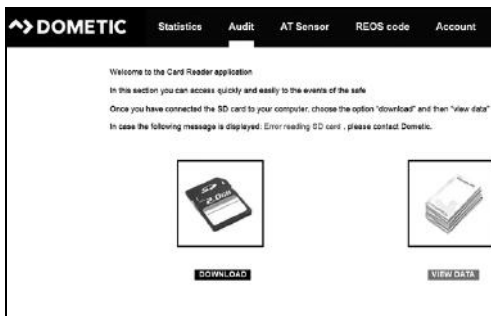 DOMETIC
Statistics Audit AT Sensor REOS code Account
Welcome to the Card Reader application
In this section you can access quickly and easily to the events of the safe
Once you have connected the SD card to your computer, choose the option "download" and then "view data"
In case the following message is displayed: Error reading SD card , please contact Dometic.
SD
2.0GB
DOWNLOAD
VIEW DATA